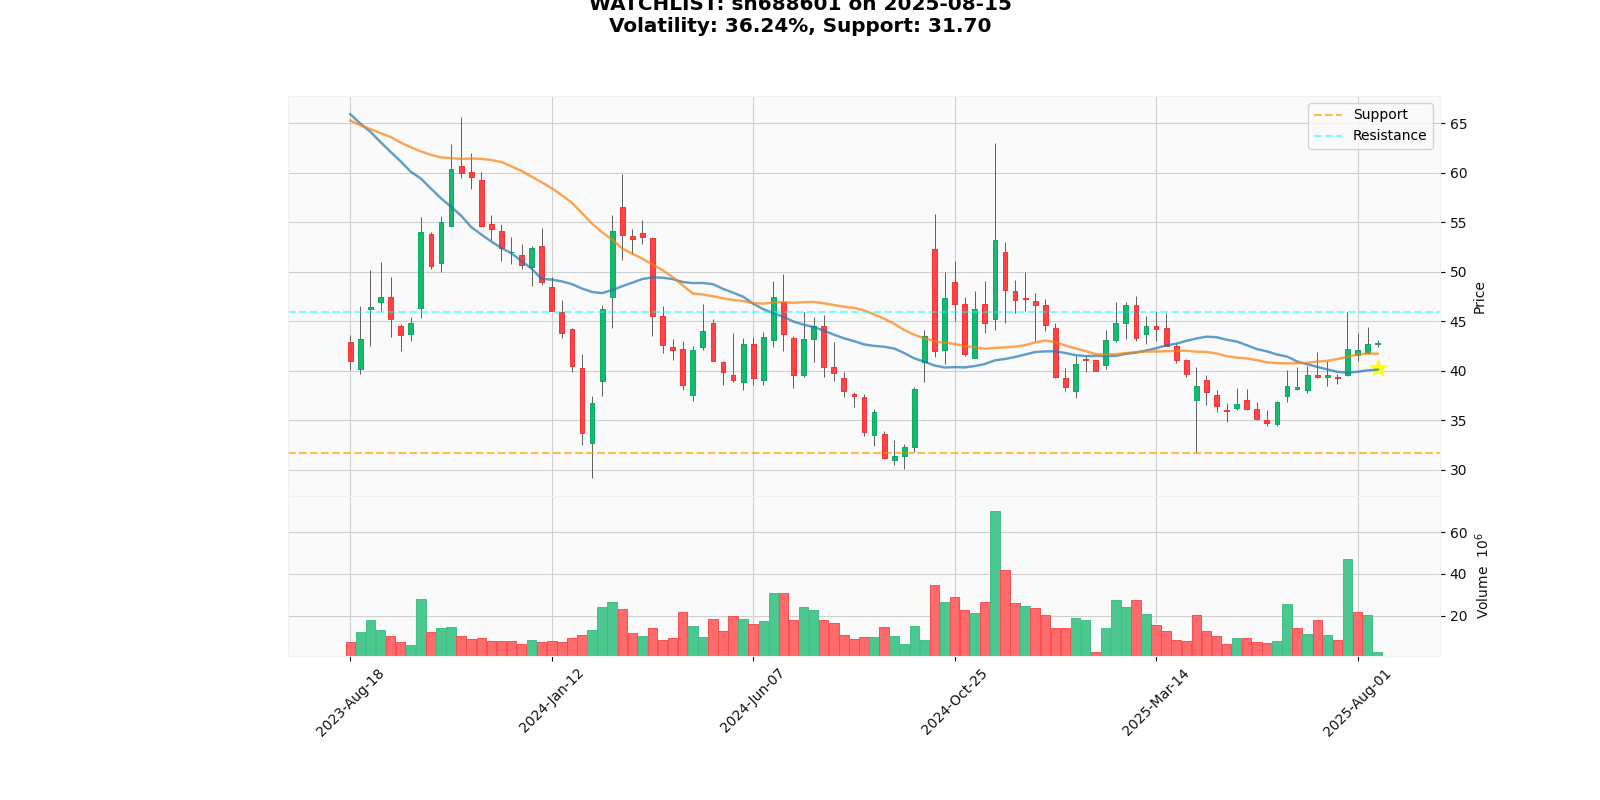 WATCHLIST: sh688601 on 2025-08-15
Volatility: 36.24%, Support: 31.70
Support
Resistance
65
60
55
50
45
40
35
30
Price
60
40
20
Volume 10⁶
2023-Aug-18
2024-Jan-12
2024-Jun-07
2024-Oct-25
2025-Mar-14
2025-Aug-01